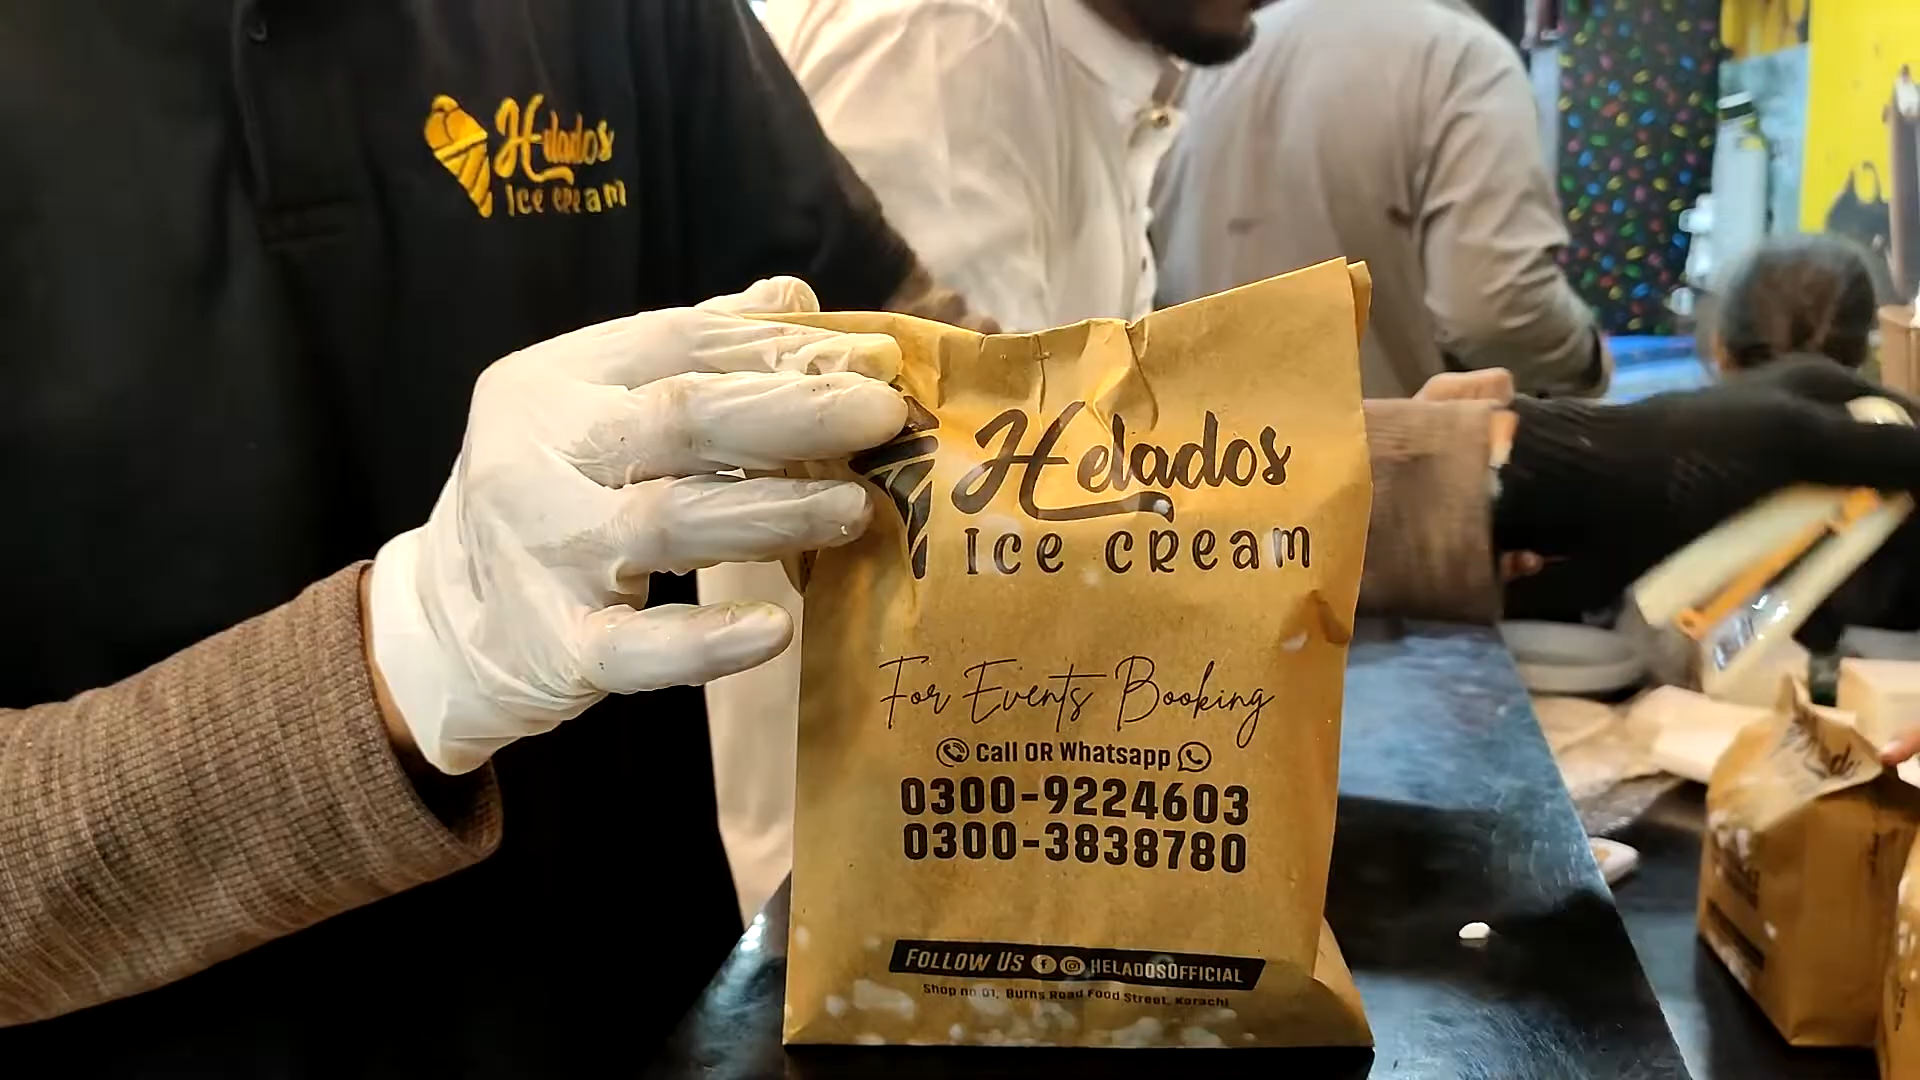 Helados
Ice cream
Helados
Ice cream
For Events Booking
Call OR Whatsapp
0300-9224603
0300-3838780
FOLLOW US HELADOSOFFICIAL
Shop no 01, Burns Road Food Street, Karachi